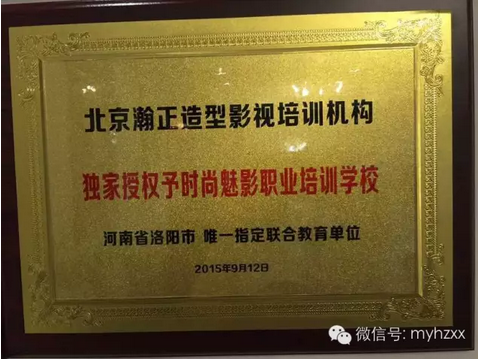 北京瀚正造型影视培训机构
独家授权予时尚魅影职业培训学校
河南省洛阳市 唯一指定联合教育单位
2015年9月12日
微信号: myhzxx